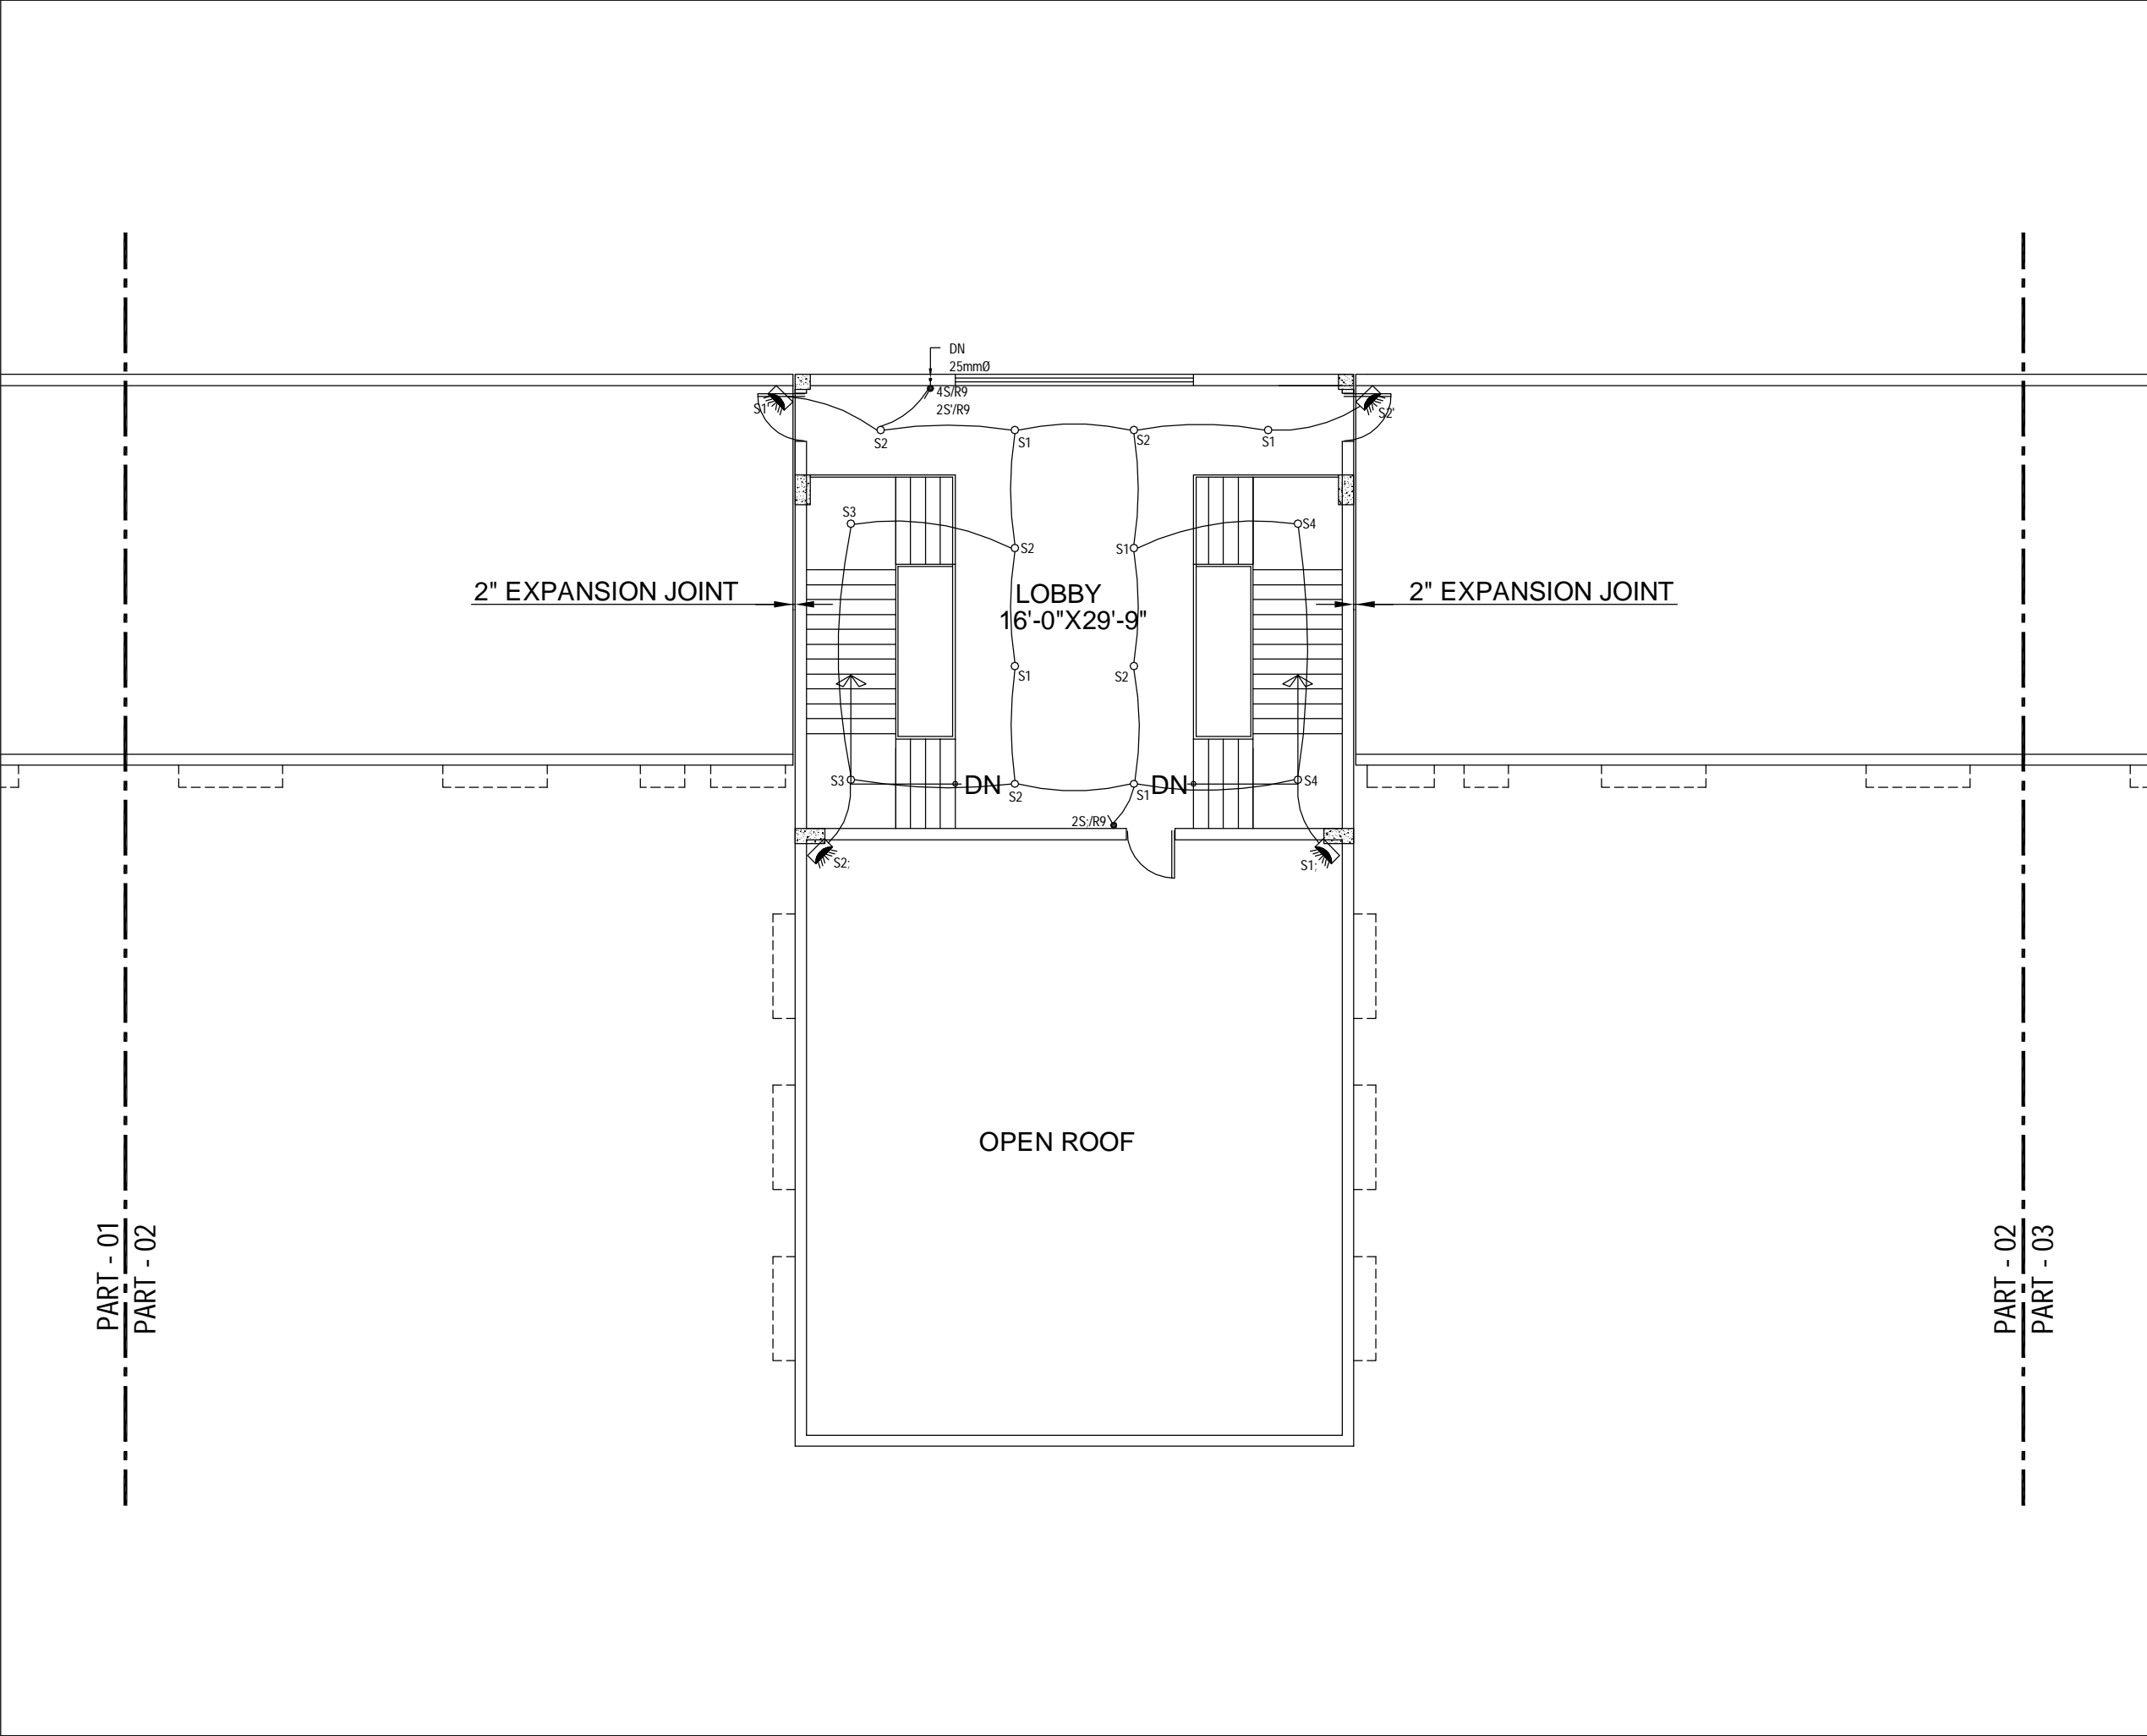 DN
25mmØ
4S/R9
2S'/R9
S1'
S2'
S2
S1
S2
S1
S3
S4
S2
S1
2" EXPANSION JOINT
LOBBY
16'-0"X29'-9"
2" EXPANSION JOINT
S1
S2
S3
DN
DN
S4
S2
S1
2S;/R9
S2;
S1;
OPEN ROOF
PART - 01
PART - 02
PART - 02
PART - 03